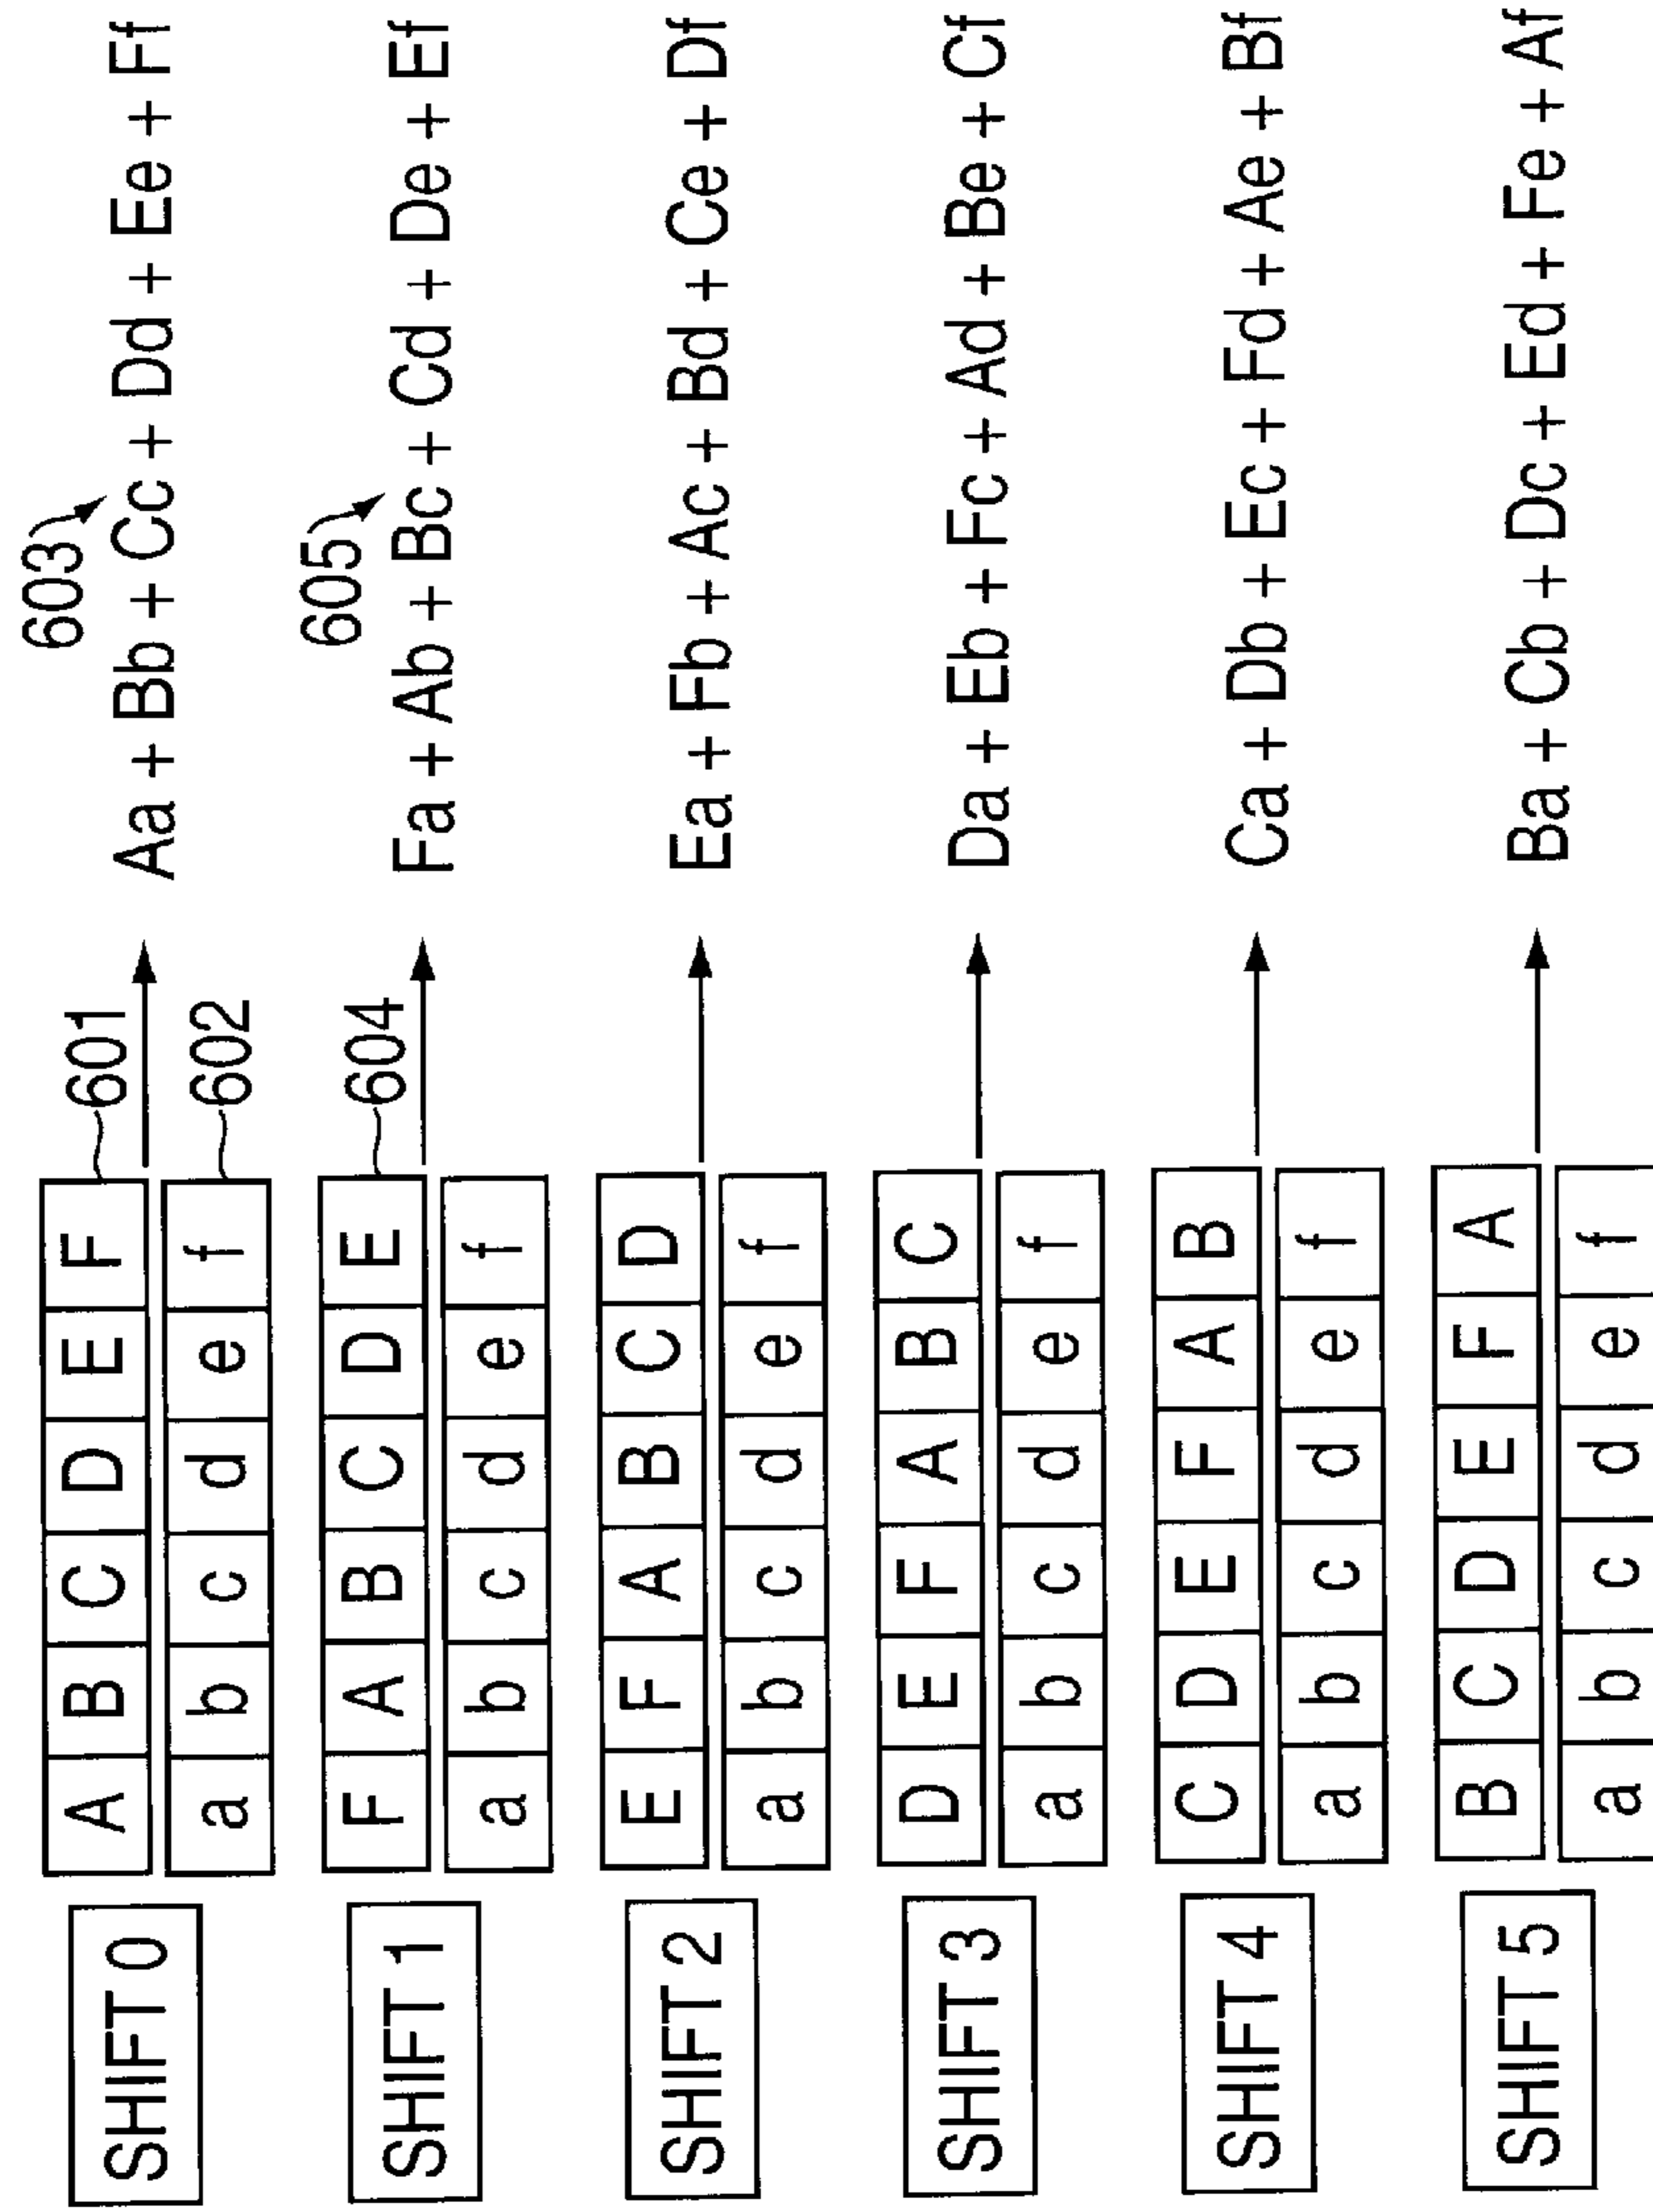 603
SHIFT 0
A B C D E F
601
Aa + Bb + Cc + Dd + Ee + Ff
a b c d e f
602
605
SHIFT 1
F A B C D E
604
Fa + Ab + Bc + Cd + De + Ef
a b c d e f
SHIFT 2
E F A B C D
Ea + Fb + Ac + Bd + Ce + Df
a b c d e f
SHIFT 3
D E F A B C
Da + Eb + Fc + Ad + Be + Cf
a b c d e f
SHIFT 4
C D E F A B
Ca + Db + Ec + Fd + Ae + Bf
a b c d e f
SHIFT 5
B C D E F A
Ba + Cb + Dc + Ed + Fe + Af
a b c d e f